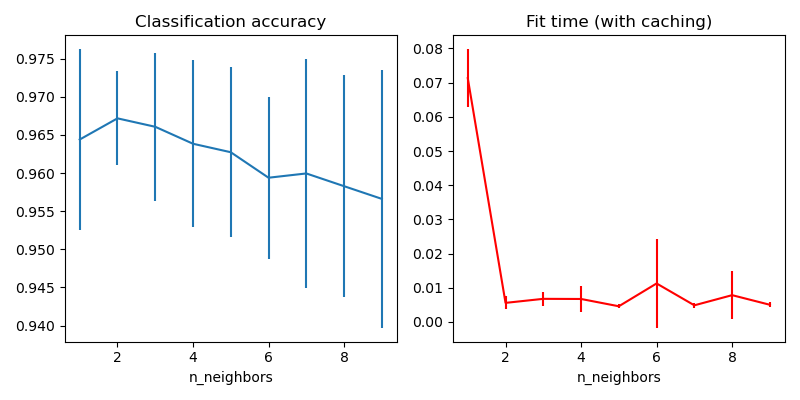 Classification accuracy
0.975
0.970
0.965
0.960
0.955
0.950
0.945
0.940
2 4 6 8
n_neighbors
Fit time (with caching)
0.08
0.07
0.06
0.05
0.04
0.03
0.02
0.01
0.00
2 4 6 8
n_neighbors